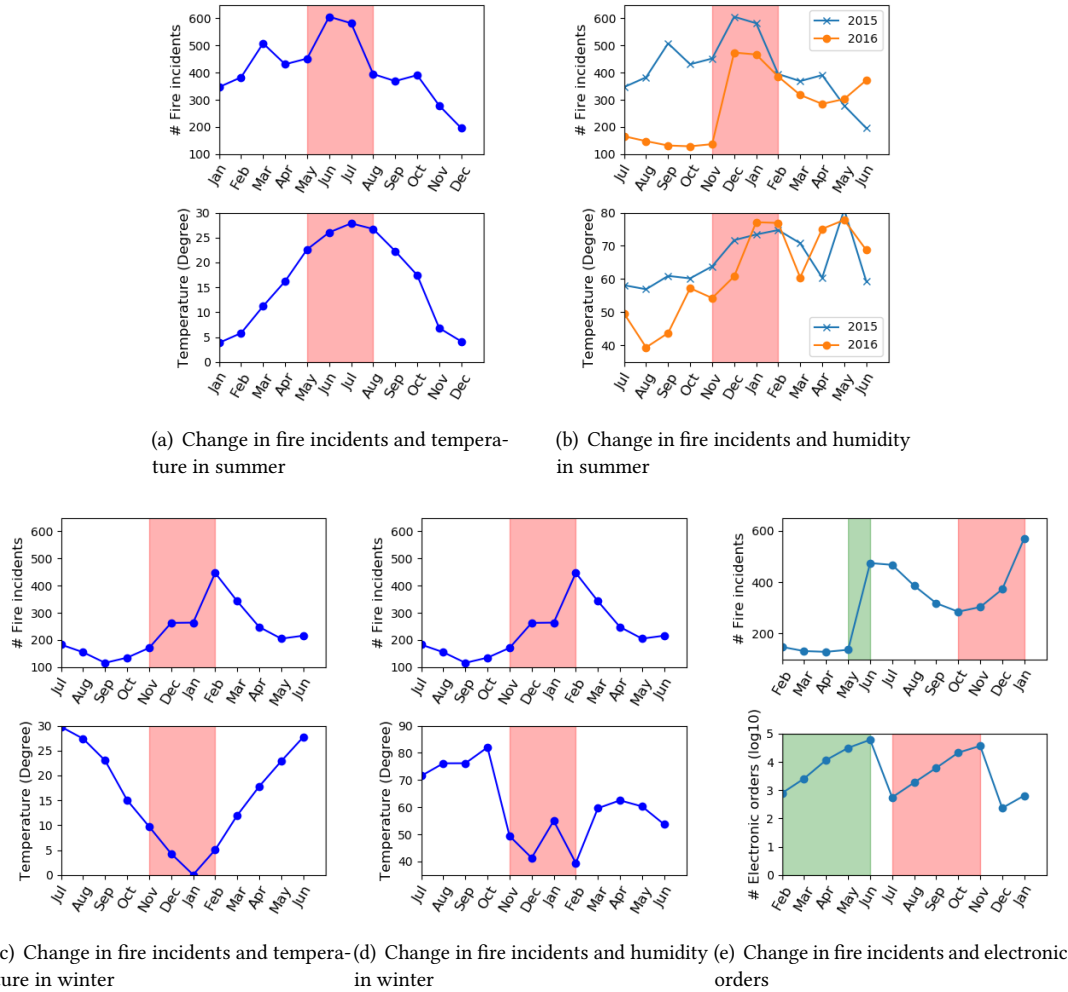 600
500
400
300
200
100
# Fire incidents
Jan Feb Mar Apr May Jun Jul Aug Sep Oct Nov Dec
30
25
20
15
10
5
0
Temperature (Degree)
Jan Feb Mar Apr May Jun Jul Aug Sep Oct Nov Dec
(a) Change in fire incidents and tempera-
ture in summer
600
500
400
300
200
100
# Fire incidents
2015
2016
Jul Aug Sep Oct Nov Dec Jan Feb Mar Apr May Jun
80
70
60
50
40
Temperature (Degree)
2015
2016
Jul Aug Sep Oct Nov Dec Jan Feb Mar Apr May Jun
(b) Change in fire incidents and humidity
in summer
600
500
400
300
200
100
# Fire incidents
Jul Aug Sep Oct Nov Dec Jan Feb Mar Apr May Jun
30
25
20
15
10
5
0
Temperature (Degree)
Jul Aug Sep Oct Nov Dec Jan Feb Mar Apr May Jun
c) Change in fire incidents and tempera-
ture in winter
600
500
400
300
200
100
# Fire incidents
Jul Aug Sep Oct Nov Dec Jan Feb Mar Apr May Jun
90
80
70
60
50
40
Temperature (Degree)
Jul Aug Sep Oct Nov Dec Jan Feb Mar Apr May Jun
(d) Change in fire incidents and humidity
in winter
600
400
200
# Fire incidents
Feb Mar Apr May Jun Jul Aug Sep Oct Nov Dec Jan
5
4
3
2
1
0
# Electronic orders (log10)
Feb Mar Apr May Jun Jul Aug Sep Oct Nov Dec Jan
(e) Change in fire incidents and electronic
orders